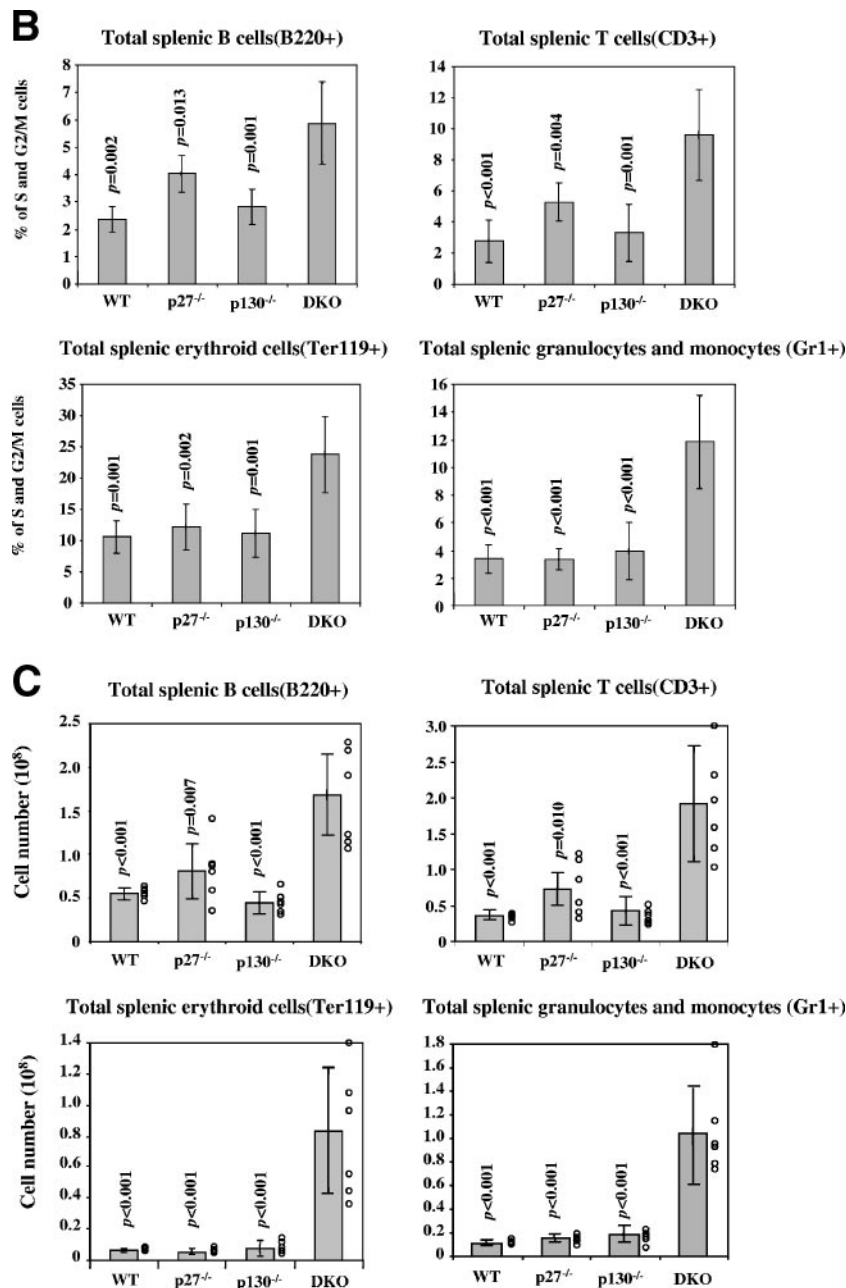 B
Total splenic B cells(B220+)
Total splenic T cells(CD3+)
% of S and G2/M cells
8
7
6
5
4
3
2
1
0
p=0.002
p=0.013
p=0.001
WT
p27-/-
p130-/-
DKO
14
12
10
8
6
4
2
0
p<0.001
p=0.004
p=0.001
WT
p27-/-
p130-/-
DKO
Total splenic erythroid cells(Ter119+)
Total splenic granulocytes and monocytes (Gr1+)
% of S and G2/M cells
35
30
25
20
15
10
5
0
p=0.001
p=0.002
p=0.001
WT
p27-/-
p130-/-
DKO
16
14
12
10
8
6
4
2
0
p<0.001
p<0.001
p<0.001
WT
p27-/-
p130-/-
DKO
C
Total splenic B cells(B220+)
Total splenic T cells(CD3+)
Cell number (10⁸)
2.5
2.0
1.5
1.0
0.5
0
p<0.001
p=0.007
p<0.001
WT
p27-/-
p130-/-
DKO
3.0
2.5
2.0
1.5
1.0
0.5
0
p<0.001
p=0.010
p<0.001
WT
p27-/-
p130-/-
DKO
Total splenic erythroid cells(Ter119+)
Total splenic granulocytes and monocytes (Gr1+)
Cell number (10⁸)
1.4
1.2
1.0
0.8
0.6
0.4
0.2
0
p<0.001
p<0.001
p<0.001
WT
p27-/-
p130-/-
DKO
1.8
1.6
1.4
1.2
1.0
0.8
0.6
0.4
0.2
0
p<0.001
p<0.001
p<0.001
WT
p27-/-
p130-/-
DKO